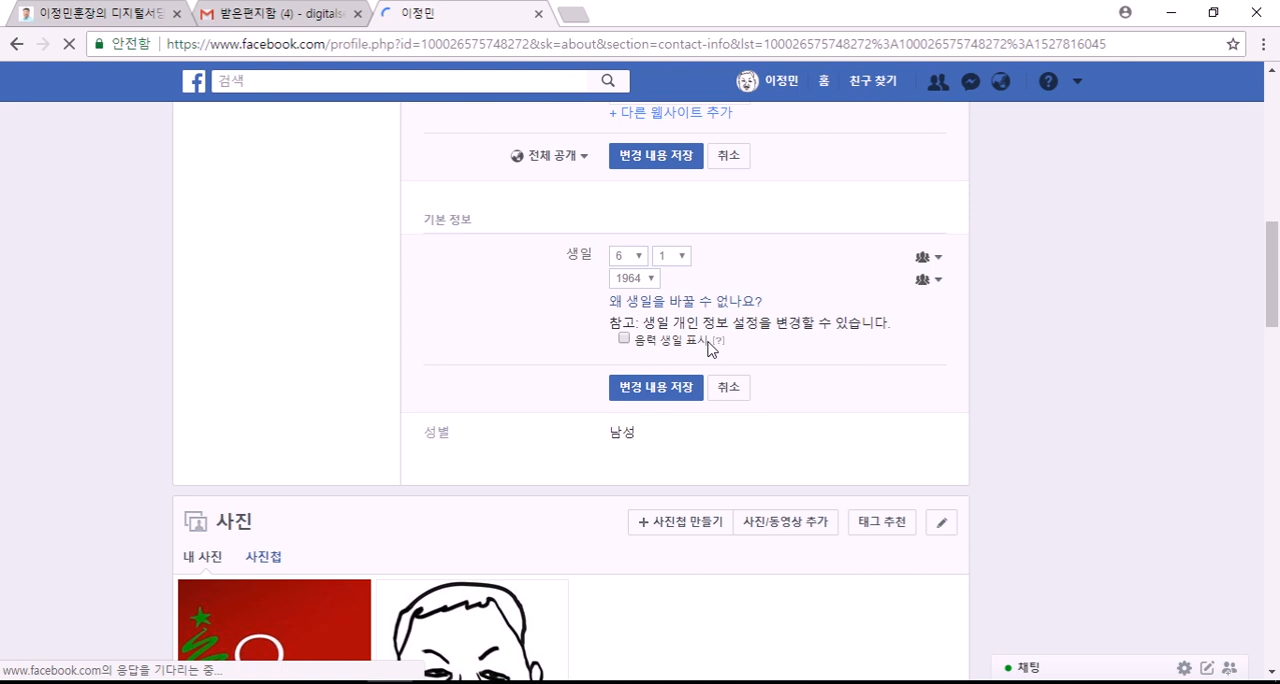 이정민훈장의 디지털서당
받은편지함 (4) - digitals
이정민
안전함
https://www.facebook.com/profile.php?id=100026575748272&sk=about&section=contact-info&lst=100026575748272%3A100026575748272%3A1527816045
f
검색
이정민
홈
친구 찾기
+ 다른 웹사이트 추가
전체 공개
변경 내용 저장
취소
기본 정보
생일
6
1
1964
왜 생일을 바꿀 수 없나요?
참고: 생일 개인 정보 설정을 변경할 수 있습니다.
음력 생일 표시 [?]
변경 내용 저장
취소
성별
남성
사진
+ 사진첩 만들기
사진/동영상 추가
태그 추천
내 사진
사진첩
www.facebook.com의 응답을 기다리는 중...
채팅